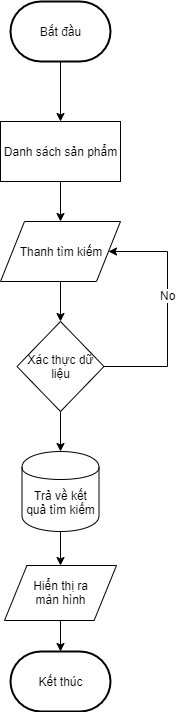 Bắt đầu
Danh sách sản phẩm
Thanh tìm kiếm
No
Xác thực dữ
liệu
Trả về kết
quả tìm kiếm
Hiển thị ra
màn hình
Kết thúc